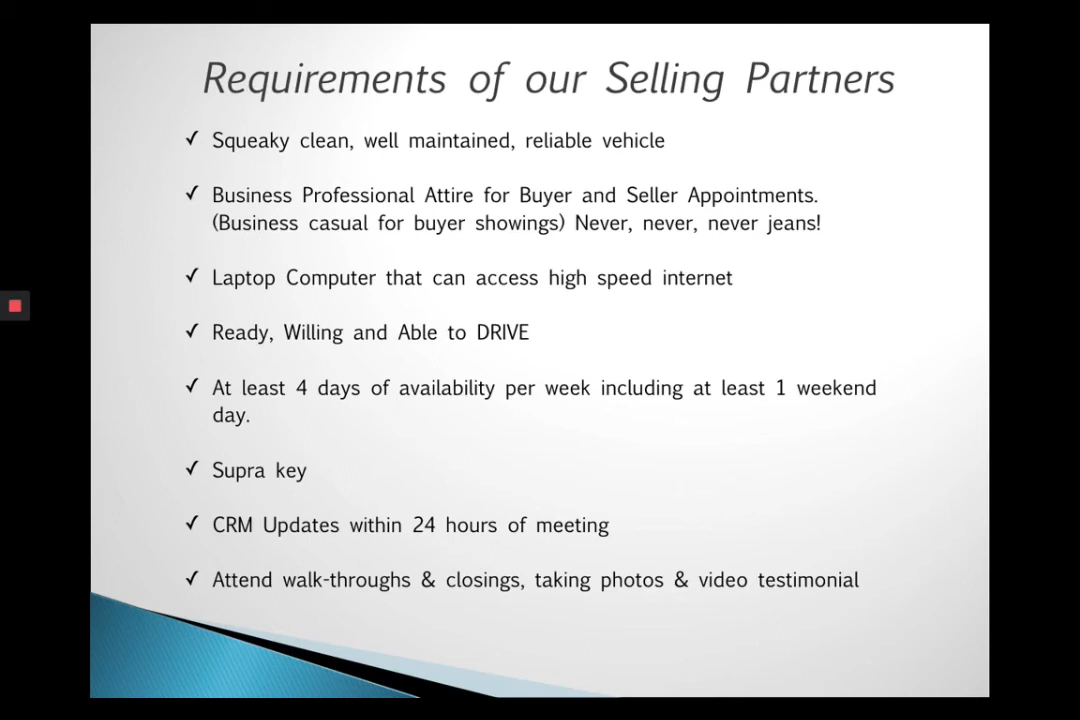 Requirements of our Selling Partners
✓ Squeaky clean, well maintained, reliable vehicle
✓ Business Professional Attire for Buyer and Seller Appointments.
(Business casual for buyer showings) Never, never, never jeans!
✓ Laptop Computer that can access high speed internet
✓ Ready, Willing and Able to DRIVE
✓ At least 4 days of availability per week including at least 1 weekend
day.
✓ Supra key
✓ CRM Updates within 24 hours of meeting
✓ Attend walk-throughs & closings, taking photos & video testimonial